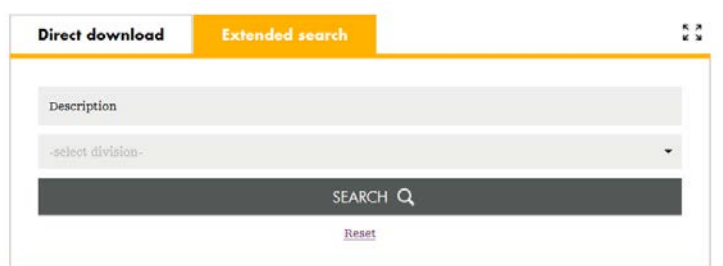 Direct download Extended search
Description
-select division-
SEARCH
Reset